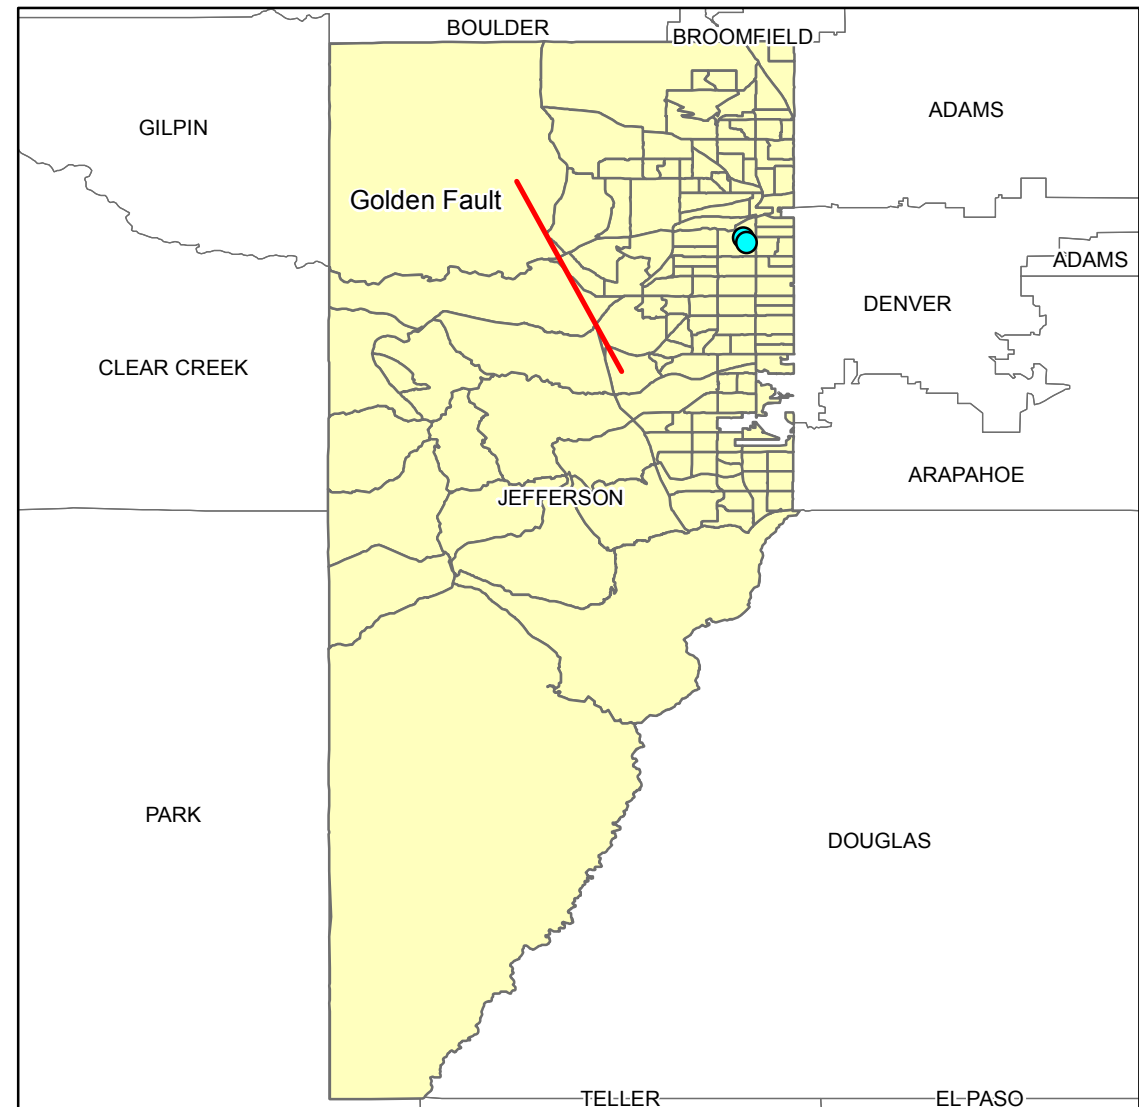 BOULDER
BROOMFIELD
GILPIN
ADAMS
Golden Fault
ADAMS
DENVER
CLEAR CREEK
ARAPAHOE
JEFFERSON
PARK
DOUGLAS
TELLER
EL PASO